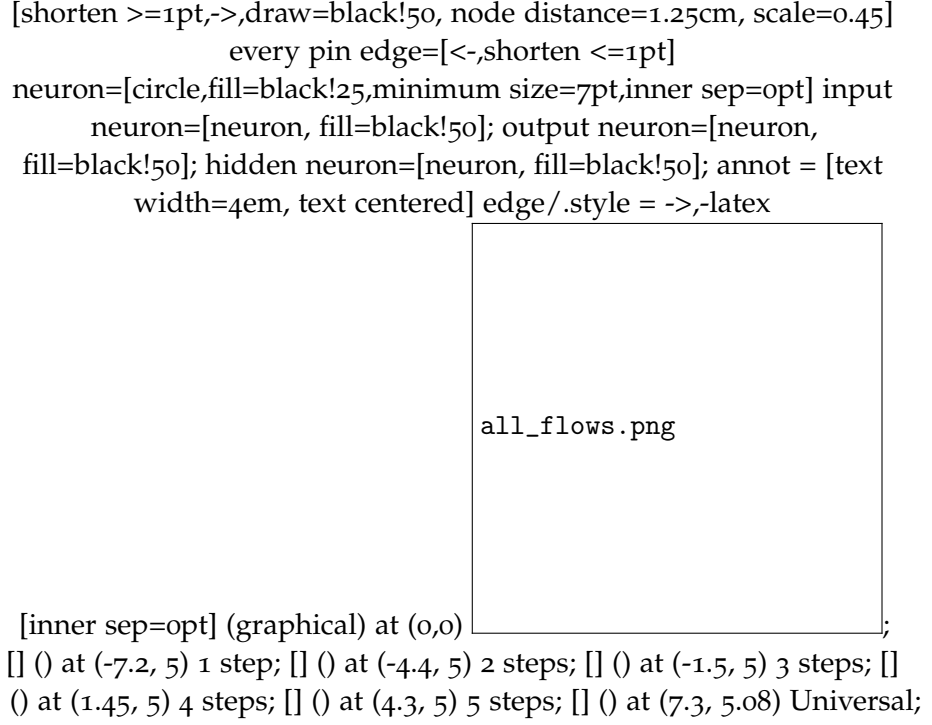 [shorten >=1pt,->,draw=black!50, node distance=1.25cm, scale=0.45]
every pin edge=[<-,shorten <=1pt]
neuron=[circle,fill=black!25,minimum size=7pt,inner sep=0pt] input
neuron=[neuron, fill=black!50]; output neuron=[neuron,
fill=black!50]; hidden neuron=[neuron, fill=black!50]; annot = [text
width=4em, text centered] edge/.style = ->,-latex
all_flows.png
[inner sep=0pt] (graphical) at (0,0) ;
[] () at (-7.2, 5) 1 step; [] () at (-4.4, 5) 2 steps; [] () at (-1.5, 5) 3 steps; []
() at (1.45, 5) 4 steps; [] () at (4.3, 5) 5 steps; [] () at (7.3, 5.08) Universal;